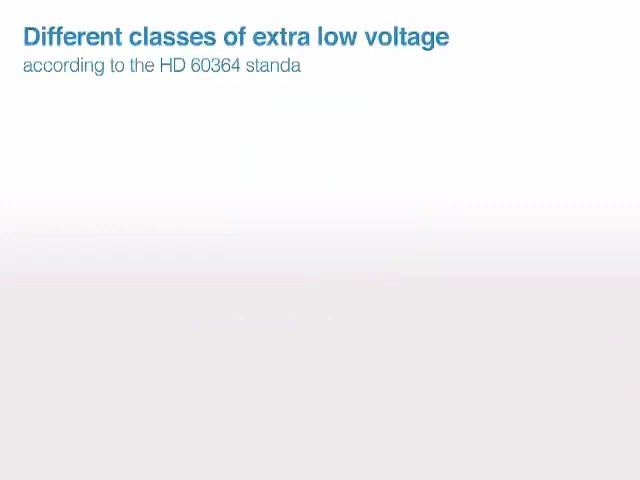 Different classes of extra low voltage
according to the HD 60364 standa